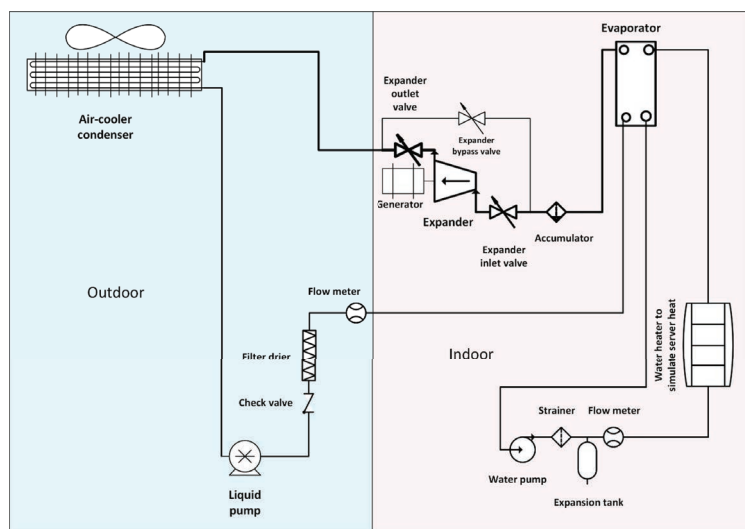 Evaporator
Expander
outlet
valve
Air-cooler
condenser
Expander
bypass valve
Generator
Expander
Expander
inlet valve
Accumulator
Outdoor
Flow meter
Indoor
Filter drier
Water heater to
simulate server heat
Check valve
Strainer
Flow meter
Water pump
Expansion tank
Liquid
pump